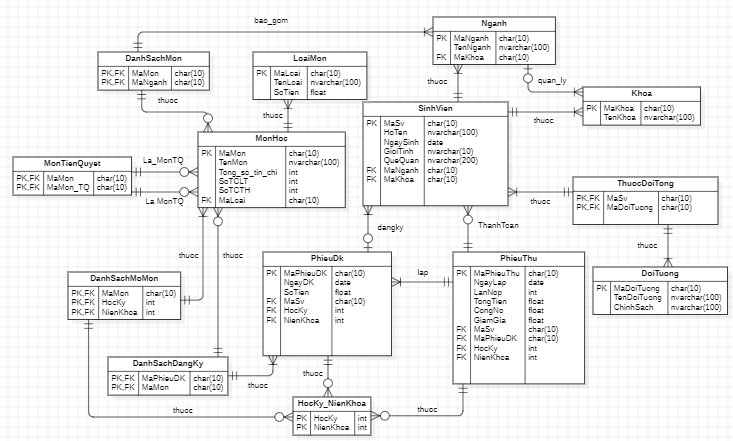 bao_gom
Nganh
PK MaNganh char(10)
TenNganh nvarchar(100)
FK MaKhoa char(10)
DanhSachMon
PK,FK MaMon char(10)
PK,FK MaNganh char(10)
LoaiMon
PK MaLoai char(10)
TenLoai nvarchar(100)
SoTien float
thuoc
quan_ly
Khoa
PK MaKhoa char(10)
TenKhoa nvarchar(100)
thuoc
thuoc
thuoc
SinhVien
PK MaSv char(10)
HoTen nvarchar(100)
NgaySinh date
GioiTinh nvarchar(10)
QueQuan nvarchar(200)
FK MaNganh char(10)
FK MaKhoa char(10)
MonHoc
PK MaMon char(10)
TenMon nvarchar(100)
Tong_so_tin_chi int
SoTCLT int
SoTCTH int
FK MaLoai char(10)
MonTienQuyet
PK,FK MaMon char(10)
PK,FK MaMon_TQ char(10)
La_MonTQ
La MonTQ
ThuocDoiTong
PK,FK MaSv char(10)
PK,FK MaDoiTuong char(10)
thuoc
dangky
ThanhToan
thuoc
DoiTuong
PK MaDoiTuong char(10)
TenDoiTuong nvarchar(100)
ChinhSach nvarchar(100)
thuoc
thuoc
PhieuDk
PK MaPhieuDK char(10)
NgayDK date
SoTien float
FK MaSv char(10)
FK HocKy int
FK NienKhoa int
lap
PhieuThu
PK MaPhieuThu char(10)
NgayLap date
LanNop int
TongTien float
CongNo float
GiamGia float
FK MaSv char(10)
FK MaPhieuDK char(10)
FK HocKy int
FK NienKhoa int
DanhSachMoMon
PK,FK MaMon char(10)
PK,FK HocKy int
PK,FK NienKhoa int
DanhSachDangKy
PK,FK MaPhieuDK char(10)
PK,FK MaMon char(10)
thuoc
thuoc
HocKy_NienKhoa
PK HocKy int
PK NienKhoa int
thuoc
thuoc